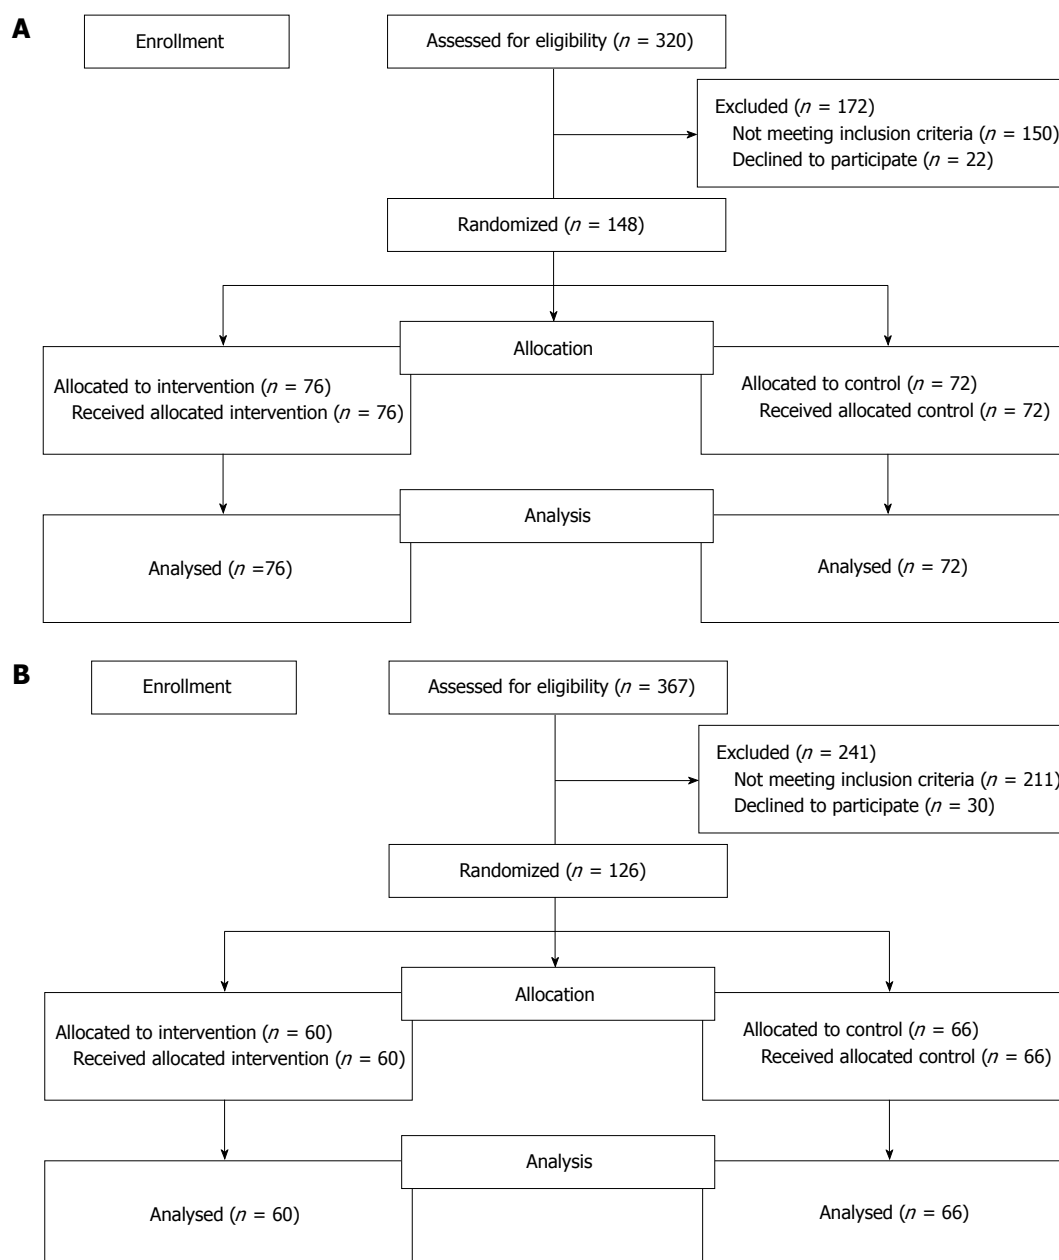 A
Enrollment
Assessed for eligibility (n = 320)
Excluded (n = 172)
Not meeting inclusion criteria (n = 150)
Declined to participate (n = 22)
Randomized (n = 148)
Allocation
Allocated to intervention (n = 76)
Received allocated intervention (n = 76)
Allocated to control (n = 72)
Received allocated control (n = 72)
Analysis
Analysed (n =76)
Analysed (n = 72)
B
Enrollment
Assessed for eligibility (n = 367)
Excluded (n = 241)
Not meeting inclusion criteria (n = 211)
Declined to participate (n = 30)
Randomized (n = 126)
Allocation
Allocated to intervention (n = 60)
Received allocated intervention (n = 60)
Allocated to control (n = 66)
Received allocated control (n = 66)
Analysis
Analysed (n = 60)
Analysed (n = 66)